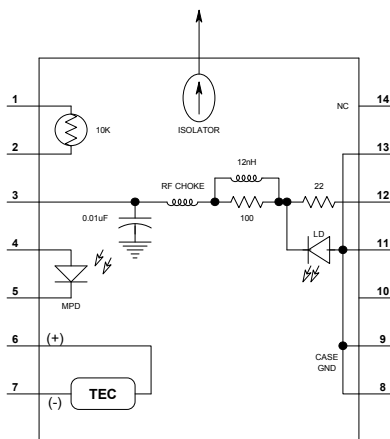 1
14
NC
10K
ISOLATOR
2
13
12nH
RF CHOKE
22
3
12
0.01uF
100
4
LD
11
5
MPD
10
6
(+)
9
CASE
GND
7
(-)
TEC
8